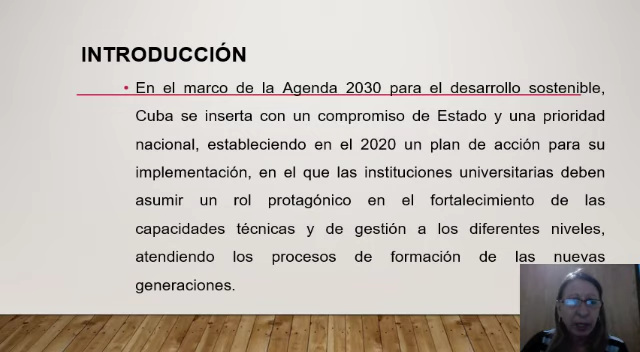 INTRODUCCIÓN
• En el marco de la Agenda 2030 para el desarrollo sostenible,
Cuba se inserta con un compromiso de Estado y una prioridad
nacional, estableciendo en el 2020 un plan de acción para su
implementación, en el que las instituciones universitarias deben
asumir un rol protagónico en el fortalecimiento de las
capacidades técnicas y de gestión a los diferentes niveles,
atendiendo los procesos de formación de las nuevas
generaciones.